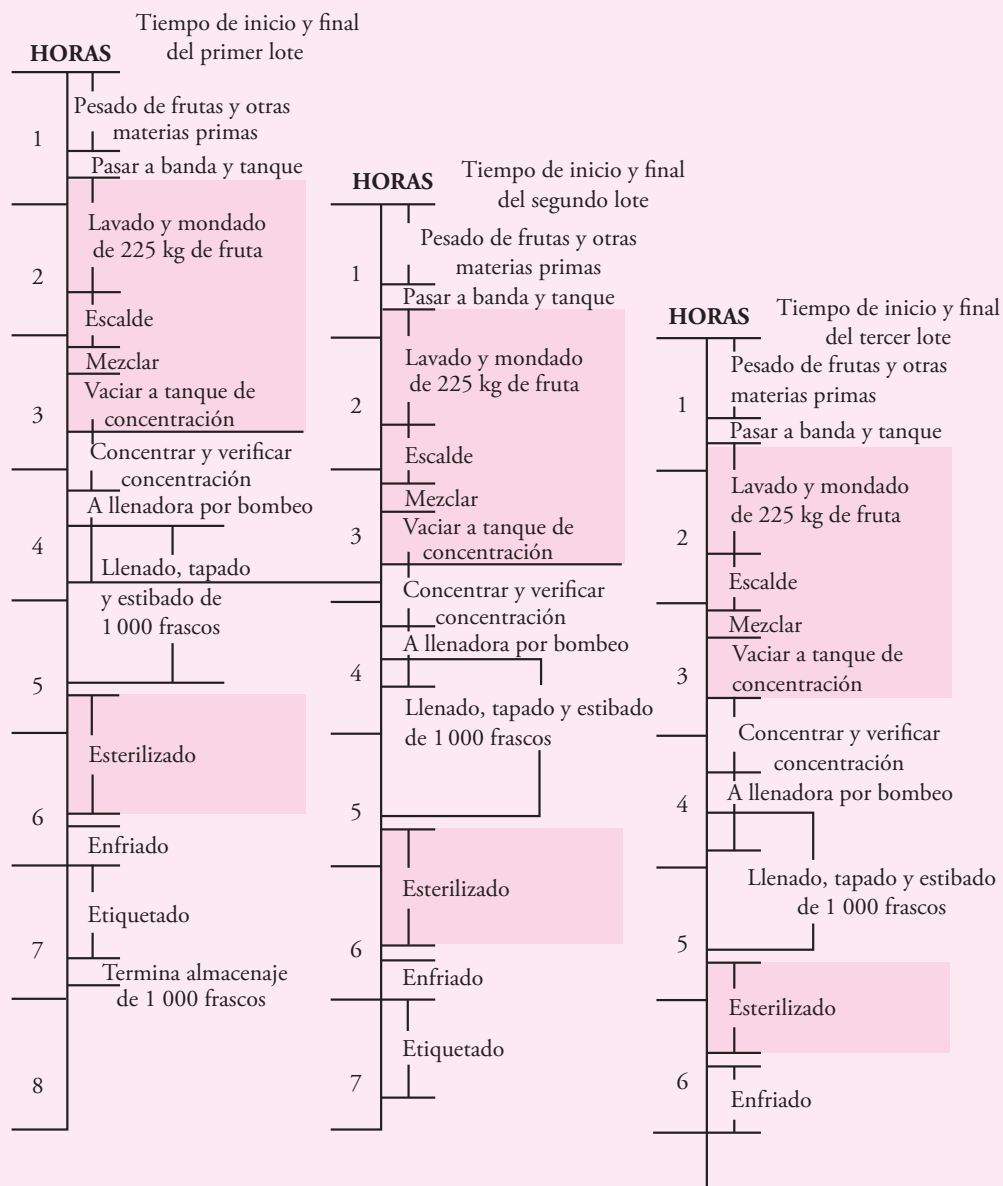 Tiempo de inicio y final
del primer lote
HORAS
1
Pesado de frutas y otras
materias primas
Pasar a banda y tanque
2
Lavado y mondado
de 225 kg de fruta
Escalde
Mezclar
3
Vaciar a tanque de
concentración
Concentrar y verificar
concentración
A llenadora por bombeo
4
Llenado, tapado
y estibado de
1 000 frascos
5
Esterilizado
6
Enfriado
Etiquetado
7
Termina almacenaje
de 1 000 frascos
8
Tiempo de inicio y final
del segundo lote
HORAS
Pesado de frutas y otras
materias primas
1
Pasar a banda y tanque
Lavado y mondado
de 225 kg de fruta
2
Escalde
Mezclar
Vaciar a tanque de
3
concentración
Concentrar y verificar
concentración
A llenadora por bombeo
4
Llenado, tapado y estibado
de 1 000 frascos
5
Esterilizado
6
Enfriado
Etiquetado
7
Tiempo de inicio y final
del tercer lote
HORAS
Pesado de frutas y otras
materias primas
1
Pasar a banda y tanque
Lavado y mondado
de 225 kg de fruta
2
Escalde
Mezclar
Vaciar a tanque de
concentración
3
Concentrar y verificar
concentración
A llenadora por bombeo
4
Llenado, tapado y estibado
de 1 000 frascos
5
Esterilizado
6
Enfriado